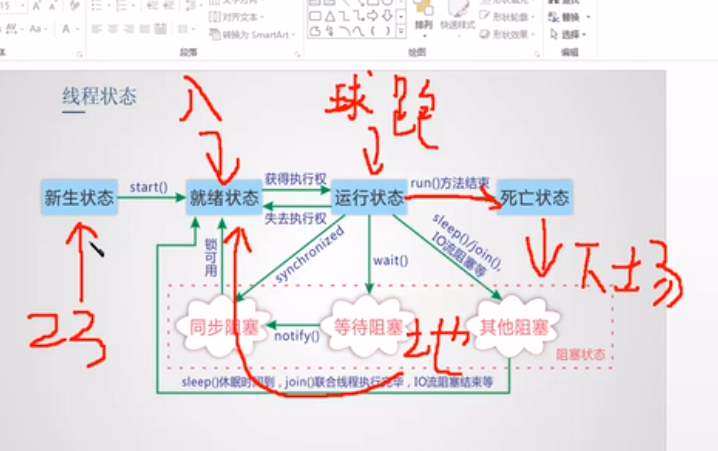 对齐文本
转换为 SmartArt
排列
快速样式
形状轮廓
形状效果
替换
选择
段落
绘图
编辑
线程状态
入
球 跑
新生状态
start()
就绪状态
获得执行权
失去执行权
运行状态
run()方法结束
死亡状态
锁可用
synchronized
wait()
sleep()/join(),
IO流阻塞等
下场
23
同步阻塞
notify()
等待阻塞
地
其他阻塞
阻塞状态
sleep()休眠时间到，join()联合线程执行完毕，IO流阻塞结束等